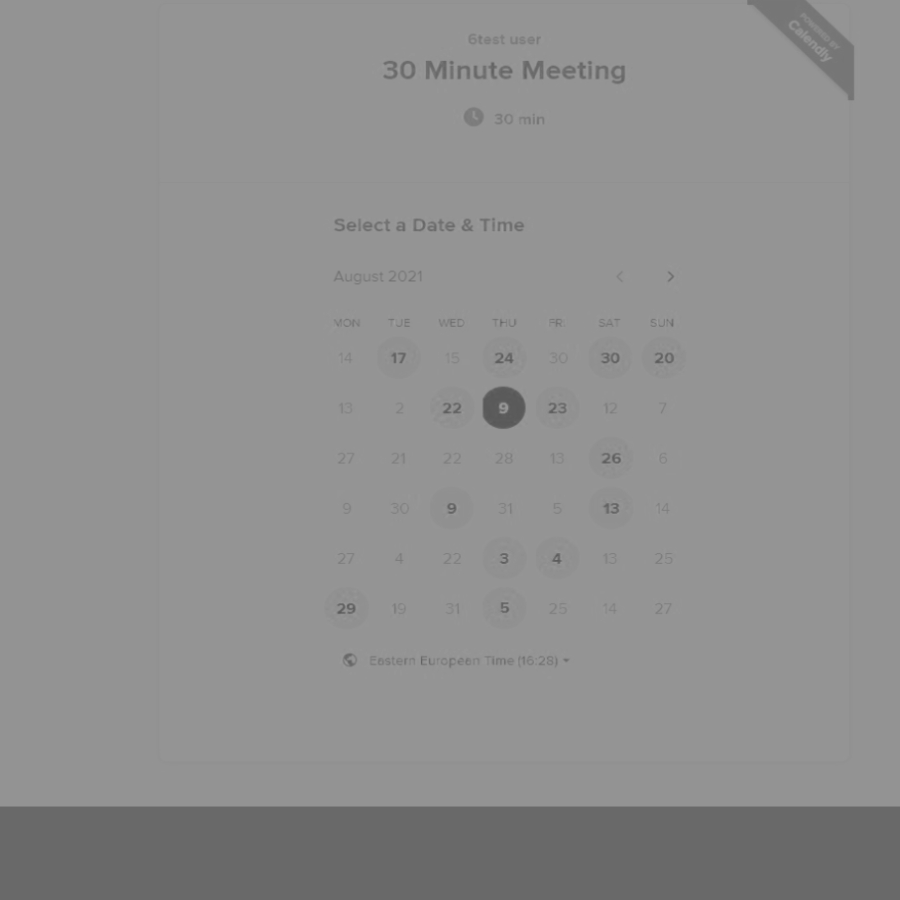 POWERED BY
Calendly
6test user
30 Minute Meeting
30 min
Select a Date & Time
August 2021
MON TUE WED THU FRI SAT SUN
14 17 15 24 30 30 20
13 2 22 9 23 12 7
27 21 22 28 13 26 6
9 30 9 31 5 13 14
27 4 22 3 4 13 25
29 19 31 5 25 14 27
Eastern European Time (16:28)